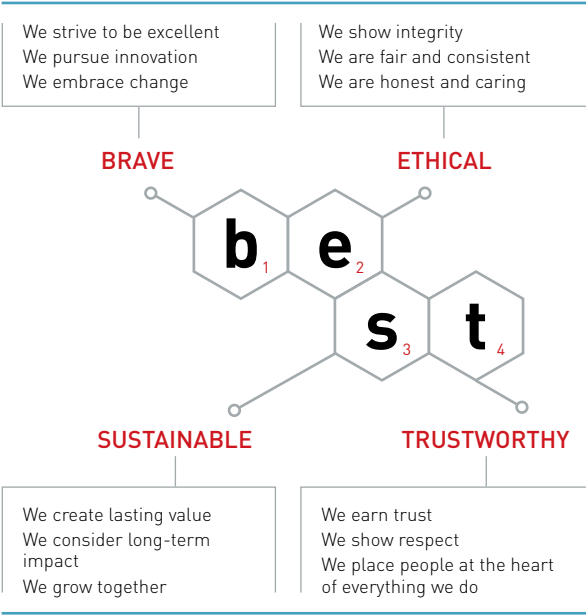 We strive to be excellent
We pursue innovation
We embrace change
We show integrity
We are fair and consistent
We are honest and caring
BRAVE
ETHICAL
b 1
e 2
s 3
t 4
SUSTAINABLE
TRUSTWORTHY
We create lasting value
We consider long-term
impact
We grow together
We earn trust
We show respect
We place people at the heart
of everything we do